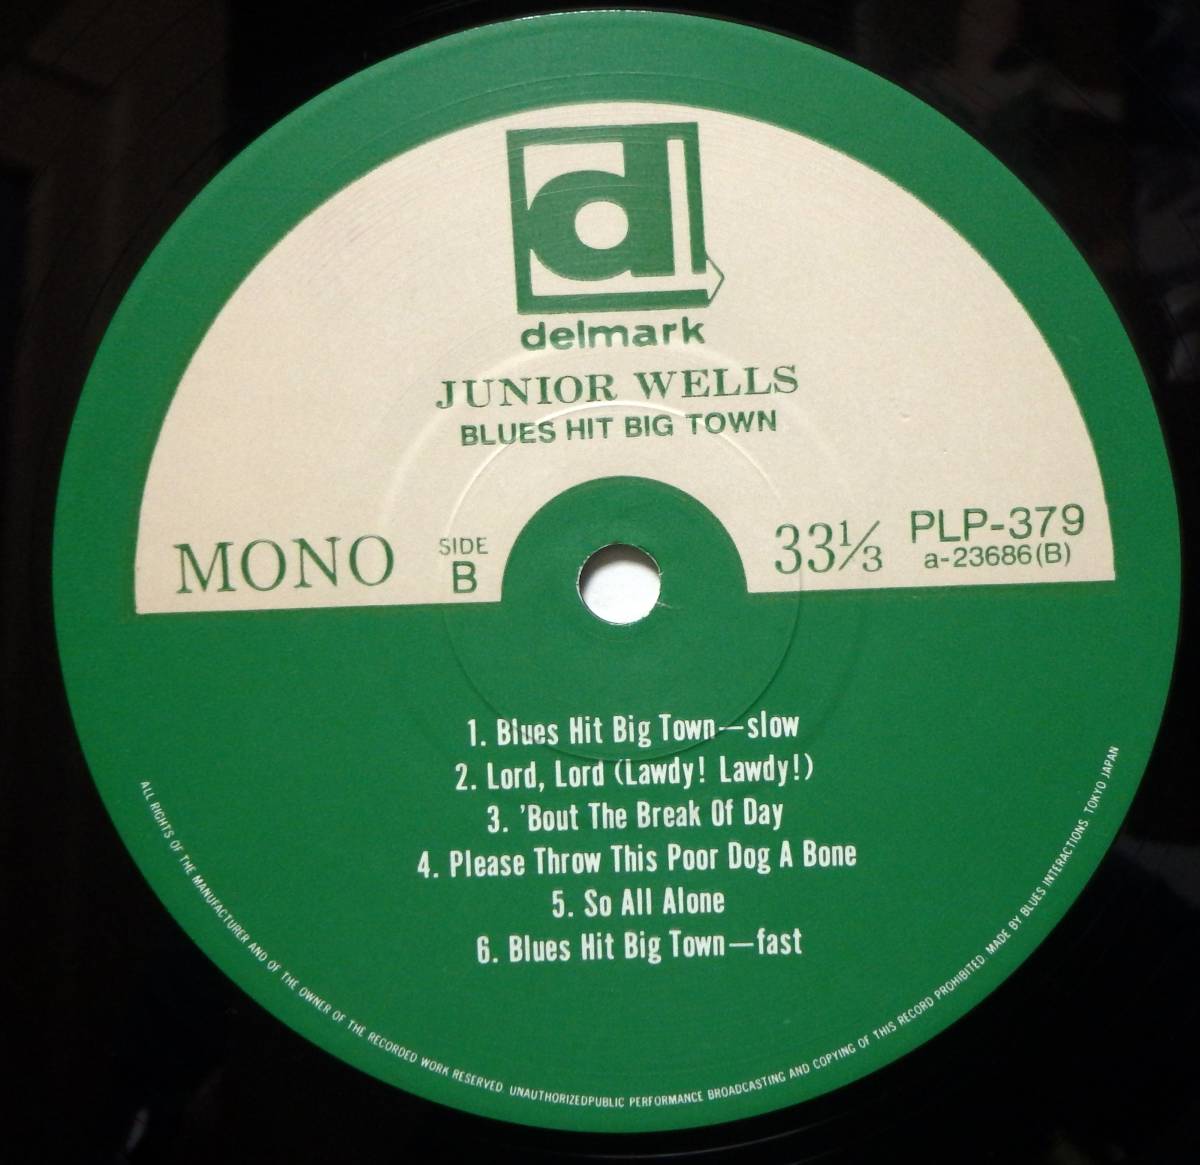 d
delmark
JUNIOR WELLS
BLUES HIT BIG TOWN
MONO
SIDE
B
33⅓
PLP-379
a-23686(B)
1. Blues Hit Big Town—slow
2. Lord, Lord (Lawdy! Lawdy!)
3. 'Bout The Break Of Day
4. Please Throw This Poor Dog A Bone
5. So All Alone
6. Blues Hit Big Town—fast
ALL RIGHTS OF THE MANUFACTURER AND OF THE OWNER OF THE RECORDED WORK RESERVED UNAUTHORIZEDPUBLIC PERFORMANCE BROADCASTING AND COPYING OF THIS RECORD PROHIBITED MADE BY BLUES INTERACTIONS. TOKYO JAPAN